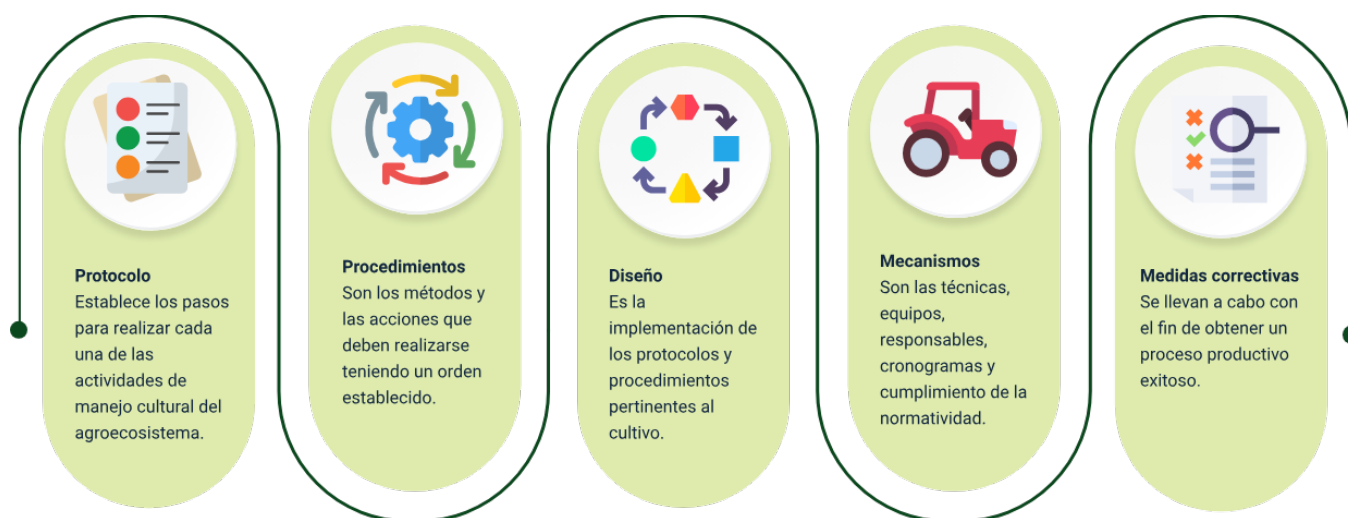 Protocolo
Establece los pasos
para realizar cada
una de las
actividades de
manejo cultural del
agroecosistema.
Procedimientos
Son los métodos y
las acciones que
deben realizarse
teniendo un orden
establecido.
Diseño
Es la
implementación de
los protocolos y
procedimientos
pertinentes al
cultivo.
Mecanismos
Son las técnicas,
equipos,
responsables,
cronogramas y
cumplimiento de la
normatividad.
Medidas correctivas
Se llevan a cabo con
el fin de obtener un
proceso productivo
exitoso.